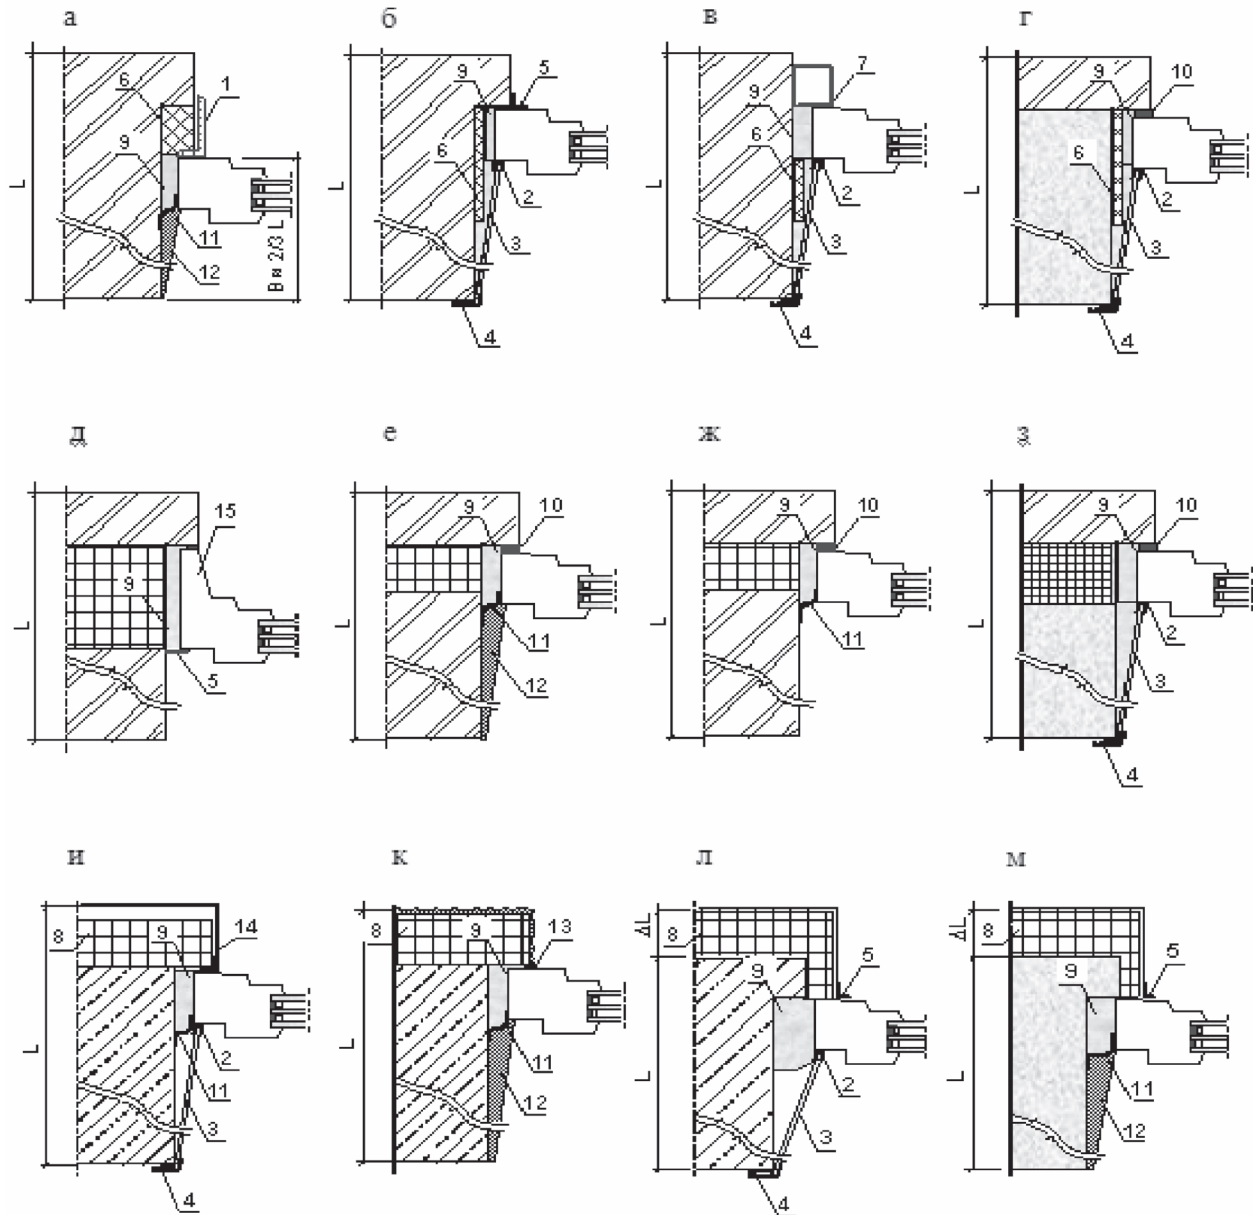 а б в г
6 1 9 5 9 7 9 10
9 6 6 6
L L L L
2 2 2
11 3 3 3
12
В и 2/3 L
4 4 4
д е ж з
15 9 10 9 10 9 10
9
L L L L
11 11 2
5 12 3
4
и к л м
8 9 14 8 9 13 ΔL 8 5 ΔL 8 5
9 9
L L L L
2 11 2 11
11 12 3 12
3
4 4